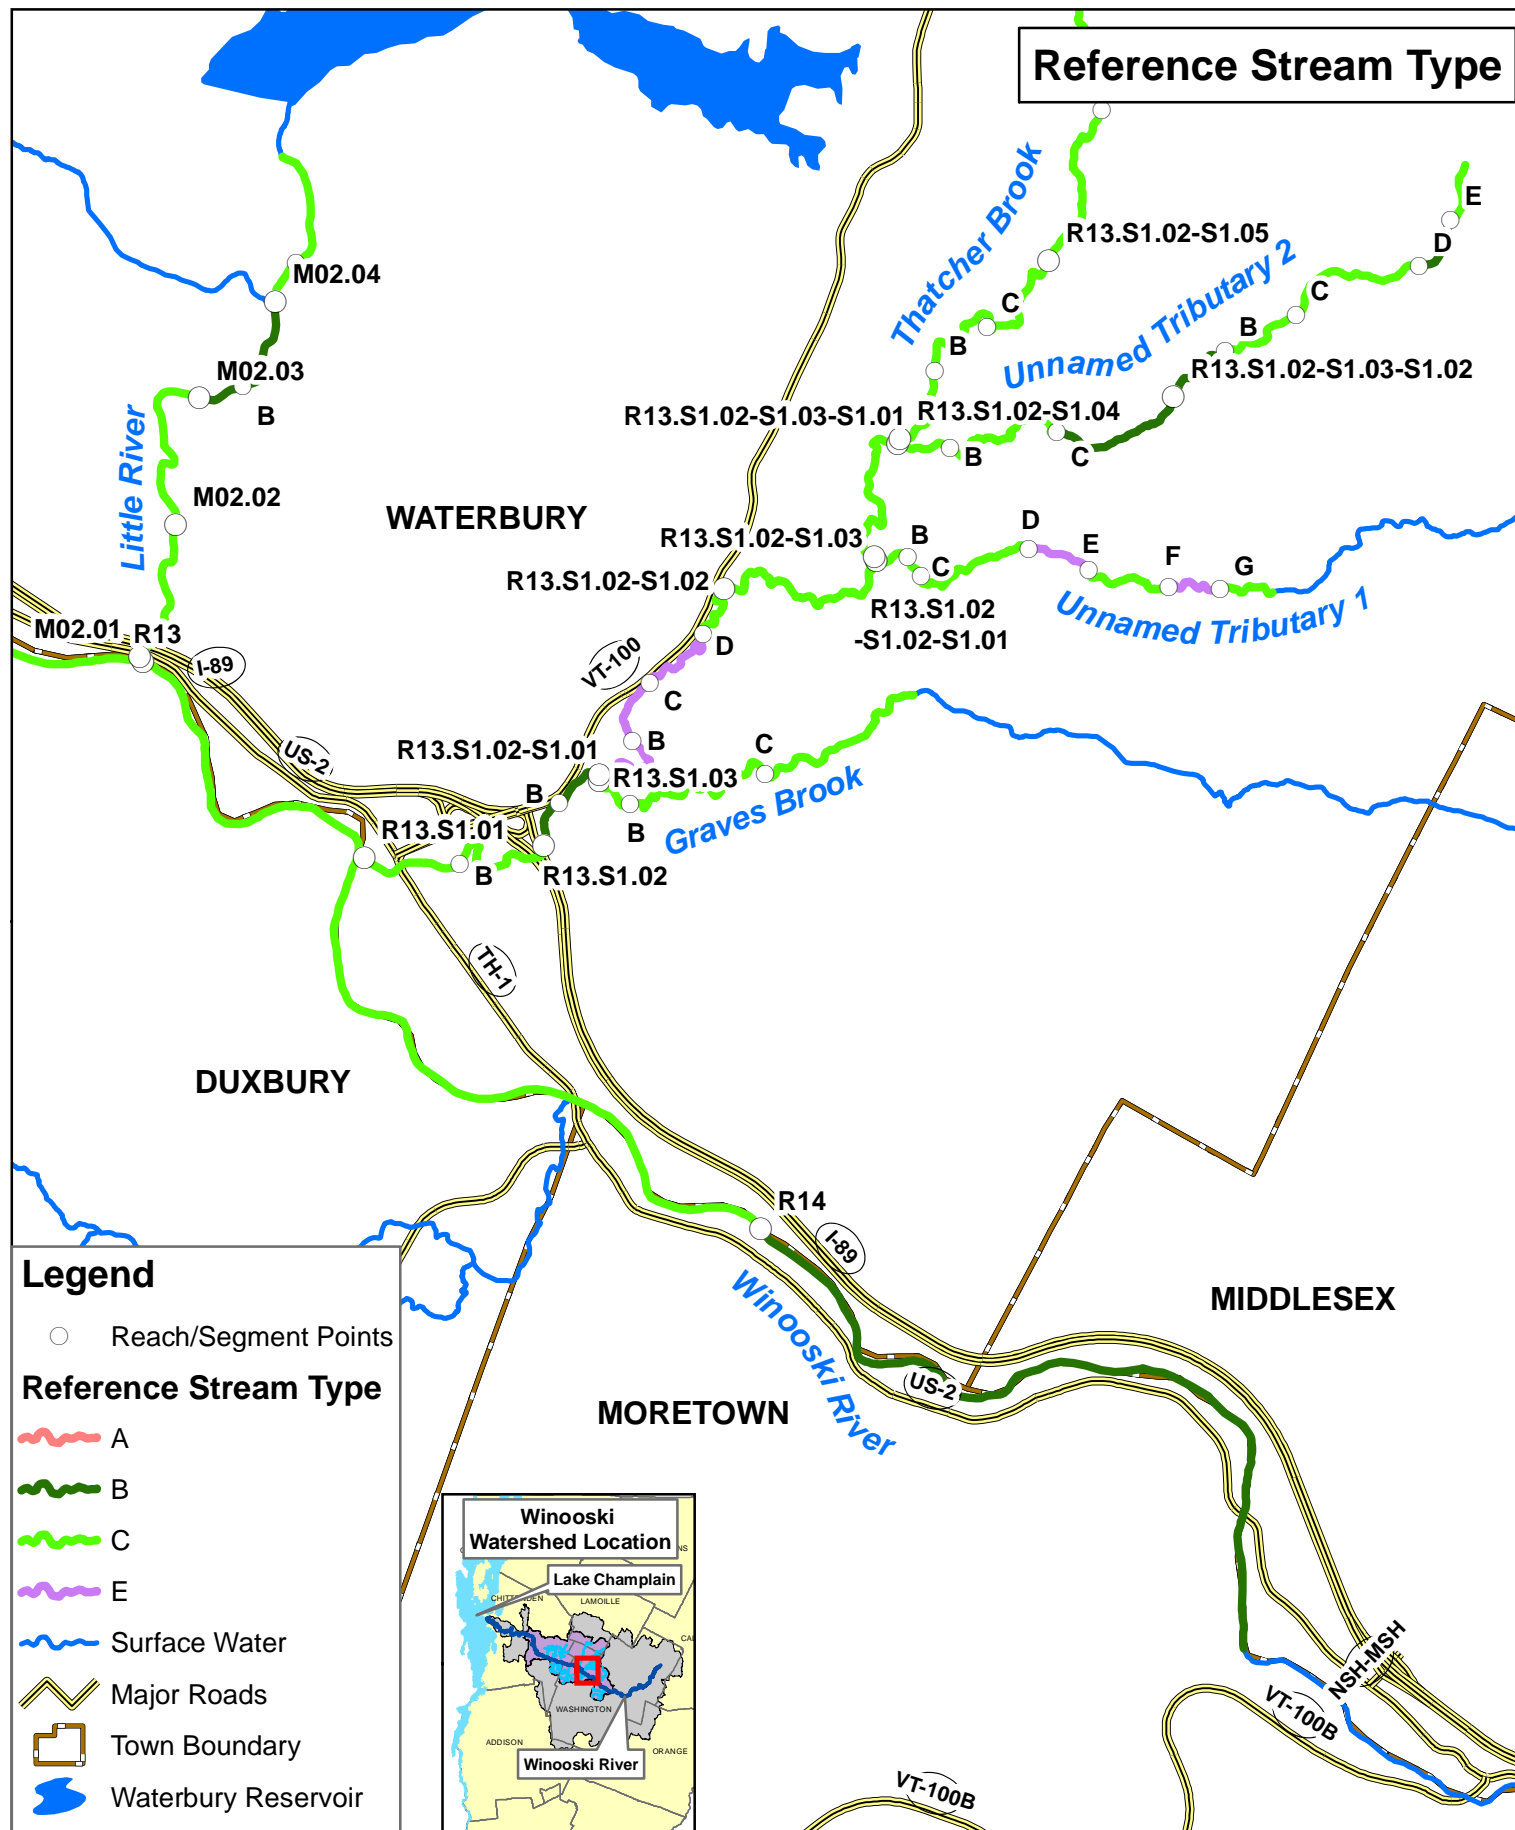 Reference Stream Type
Thatcher Brook
E
D
R13.S1.02-S1.05
Unnamed Tributary 2
M02.04
C
C
B
B
M02.03
B
R13.S1.02-S1.03-S1.02
R13.S1.02-S1.03-S1.01
R13.S1.02-S1.04
B
C
Little River
M02.02
WATERBURY
R13.S1.02-S1.03
B
D
E
F
G
C
R13.S1.02-S1.02
R13.S1.02
-S1.02-S1.01
Unnamed Tributary 1
M02.01
R13
I-89
VT-100
D
C
US-2
R13.S1.02-S1.01
B
C
R13.S1.03
B
B
Graves Brook
R13.S1.01
B
R13.S1.02
TH-1
DUXBURY
R14
I-89
Winooski River
MIDDLESEX
US-2
MORETOWN
NSH-MSH
VT-100B
VT-100B
Legend
Reach/Segment Points
Reference Stream Type
A
B
C
E
Surface Water
Major Roads
Town Boundary
Waterbury Reservoir
Winooski
Watershed Location
Lake Champlain
LAMOILLE
WASHINGTON
ADDISON
ORANGE
Winooski River